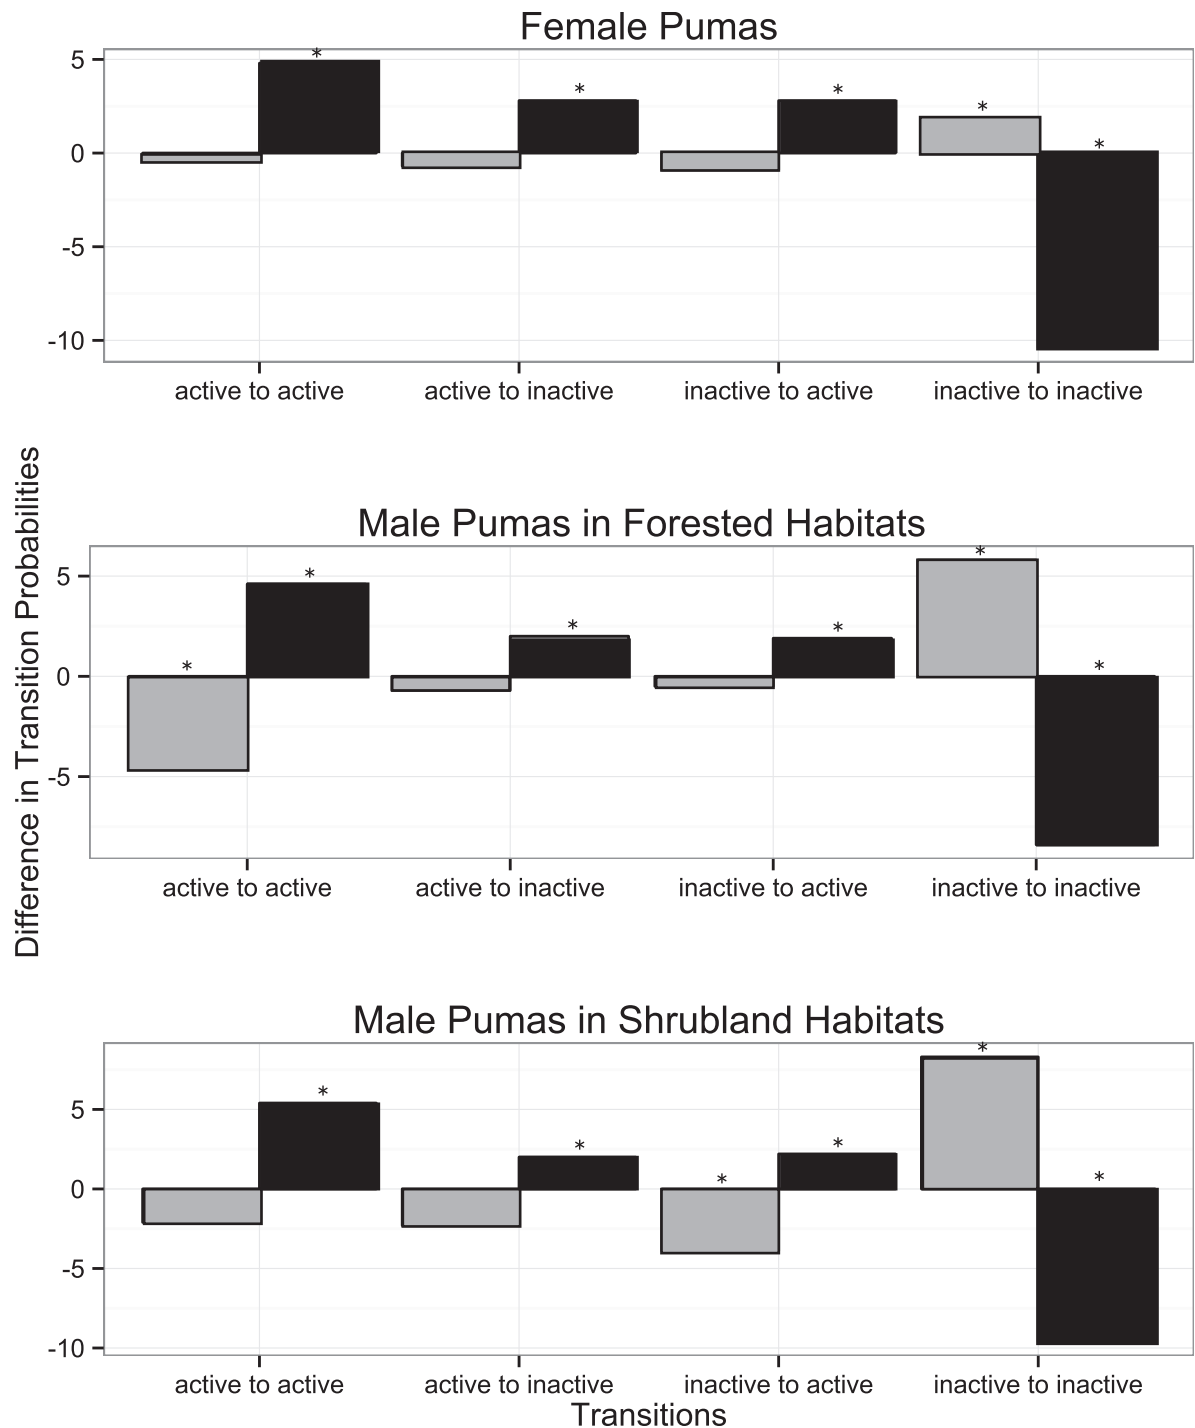 Female Pumas
*
*
*
*
*
5
0
-5
-10
active to active
active to inactive
inactive to active
inactive to inactive
Difference in Transition Probabilities
Male Pumas in Forested Habitats
*
*
*
*
*
*
5
0
-5
active to active
active to inactive
inactive to active
inactive to inactive
Male Pumas in Shrubland Habitats
*
*
*
*
*
*
5
0
-5
-10
active to active
active to inactive
inactive to active
inactive to inactive
Transitions